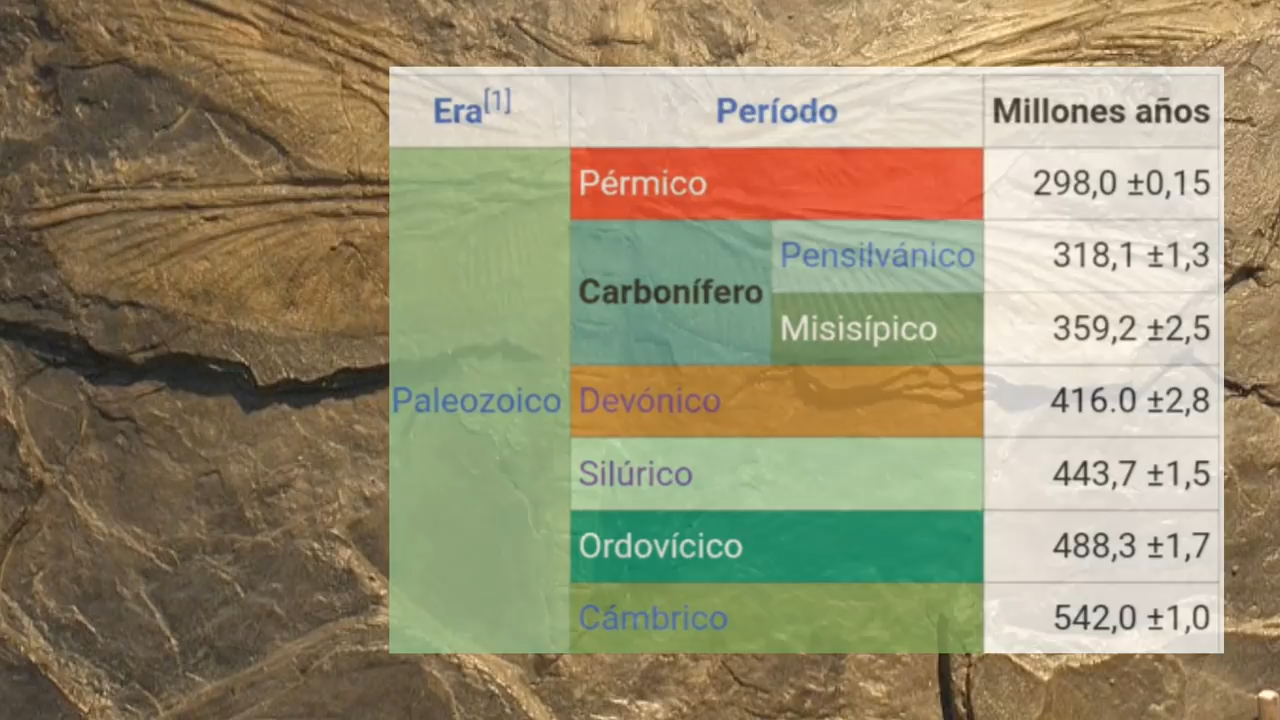 Era[1] Período Millones años
Pérmico 298,0 ±0,15
Pensilvánico 318,1 ±1,3
Carbonífero
Misisípico 359,2 ±2,5
Paleozoico Devónico 416.0 ±2,8
Silúrico 443,7 ±1,5
Ordovícico 488,3 ±1,7
Cámbrico 542,0 ±1,0